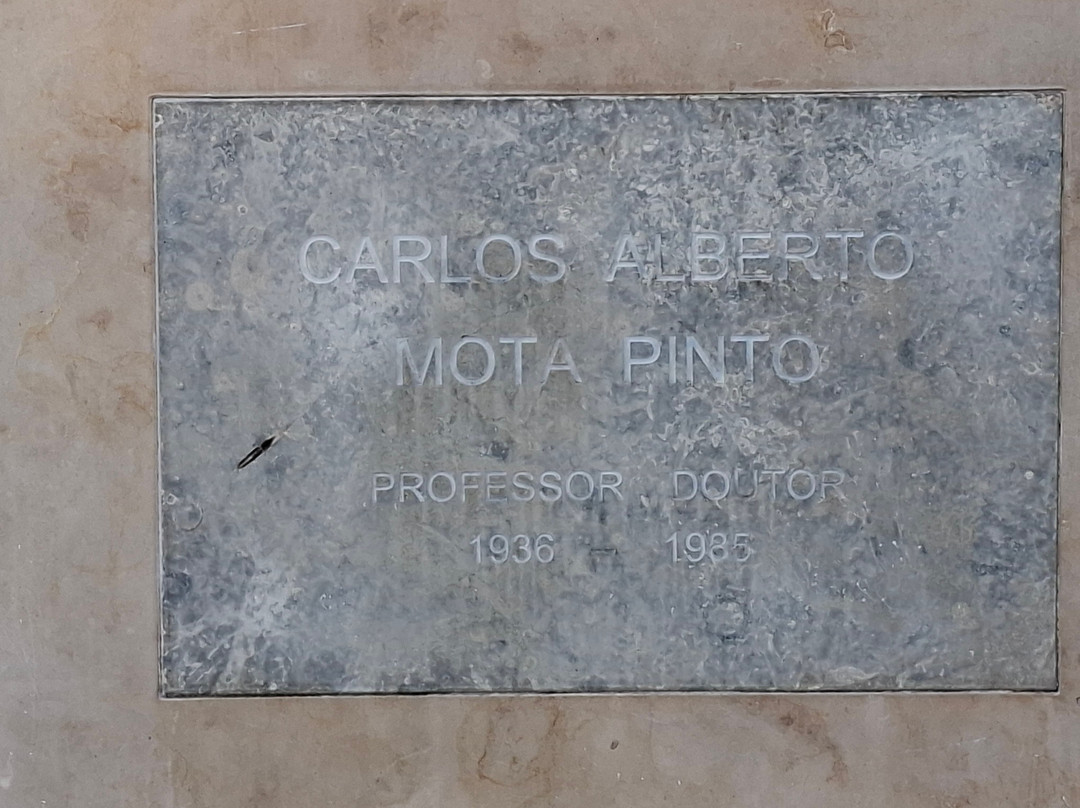 CARLOS ALBERTO
MOTA PINTO
PROFESSOR DOUTOR
1936 - 1985